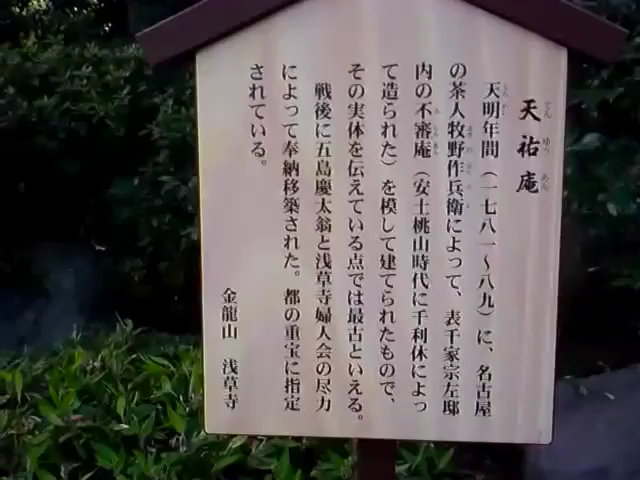 天祐庵
てんゆうあん
天明年間（一七八一〜八九）に、名古屋
の茶人牧野作兵衛によって、表千家宗左邸
内の不審庵（安土桃山時代に千利休によっ
て造られた）を模して建てられたもので、
その実体を伝えている点では最古といえる。
戦後に五島慶太翁と浅草寺婦人会の尽力
によって奉納移築された。都の重宝に指定
されている。
金龍山 浅草寺